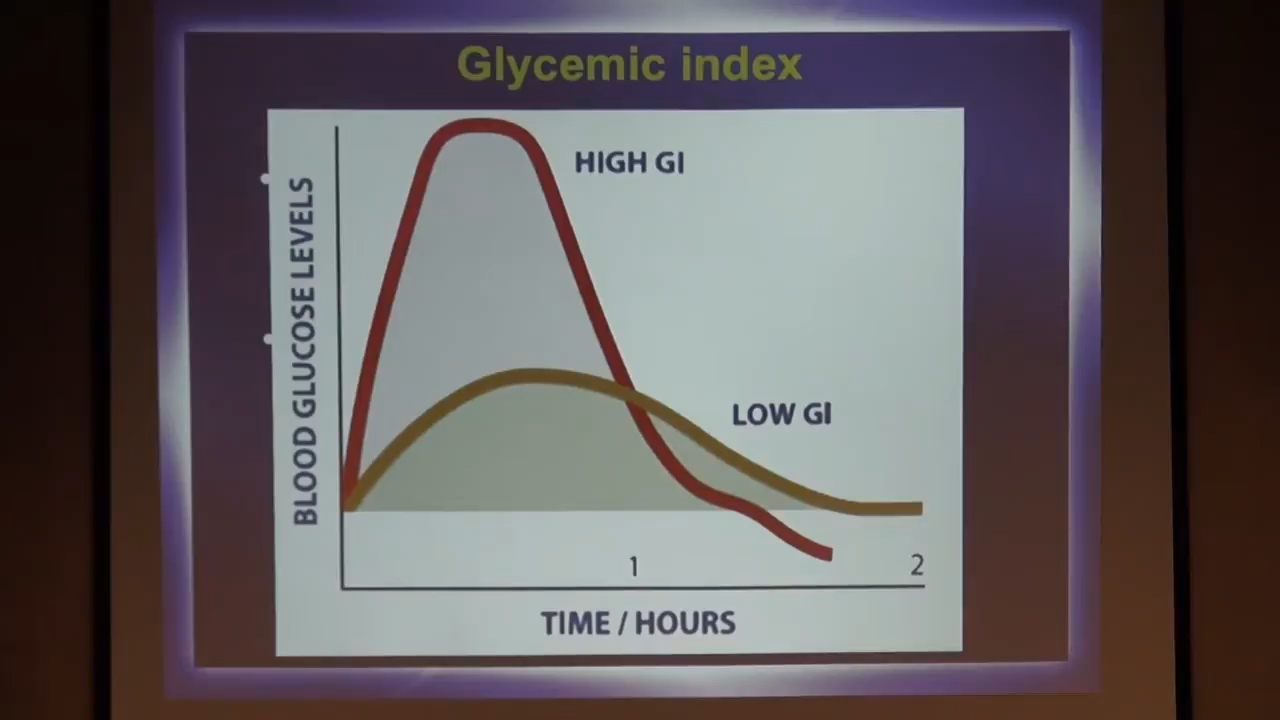 Glycemic index
HIGH GI
BLOOD GLUCOSE LEVELS
LOW GI
1
2
TIME / HOURS